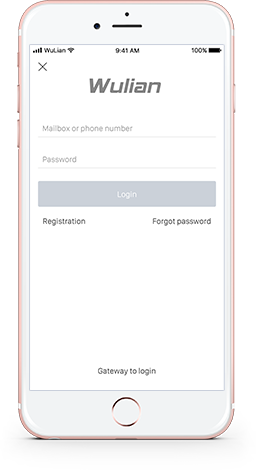 WuLian 9:41 AM 100%
Wulian
Mailbox or phone number
Password
Login
Registration Forgot password
Gateway to login